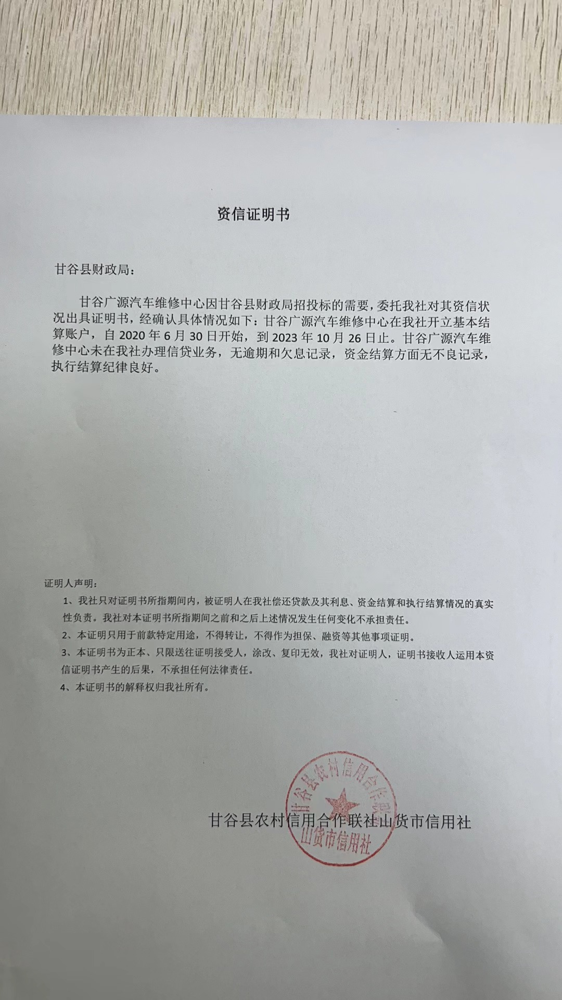 资信证明书
甘谷县财政局：
甘谷广源汽车维修中心因甘谷县财政局招投标的需要，委托我社对其资信状
况出具证明书，经确认具体情况如下：甘谷广源汽车维修中心在我社开立基本结
算账户，自 2020 年 6 月 30 日开始，到 2023 年 10 月 26 日止。甘谷广源汽车维
修中心未在我社办理信贷业务，无逾期和欠息记录，资金结算方面无不良记录，
执行结算纪律良好。
证明人声明：
1、我社只对证明书所指期间内，被证明人在我社偿还贷款及其利息、资金结算和执行结算情况的真实
性负责。我社对本证明书所指期间之前和之后上述情况发生任何变化不承担责任。
2、本证明只用于前款特定用途，不得转让，不得作为担保、融资等其他事项证明。
3、本证明书为正本、只限送往证明接受人，涂改、复印无效，我社对证明人，证明书接收人运用本资
信证明书产生的后果，不承担任何法律责任。
4、本证明书的解释权归我社所有。
甘谷县农村信用合作联社
甘谷县农村信用合作联社山货市信用社
山货市信用社